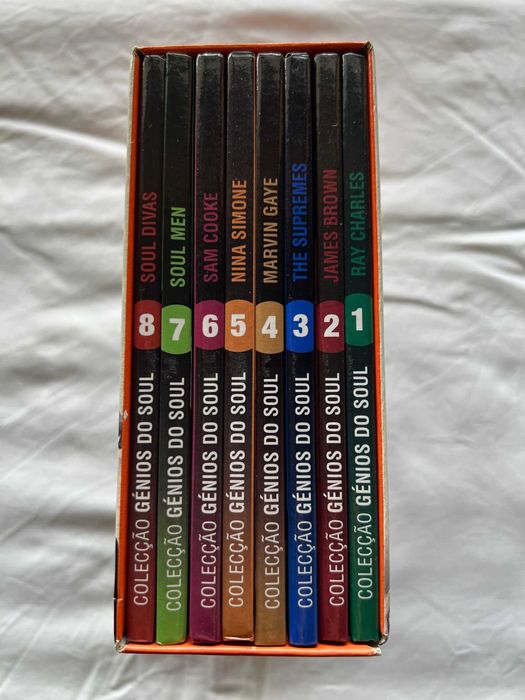 COLECÇÃO GÉNIOS DO SOUL 8 SOUL DIVAS
COLECÇÃO GÉNIOS DO SOUL 7 SOUL MEN
COLECÇÃO GÉNIOS DO SOUL 6 SAM COOKE
COLECÇÃO GÉNIOS DO SOUL 5 NINA SIMONE
COLECÇÃO GÉNIOS DO SOUL 4 MARVIN GAYE
COLECÇÃO GÉNIOS DO SOUL 3 THE SUPREMES
COLECÇÃO GÉNIOS DO SOUL 2 JAMES BROWN
COLECÇÃO GÉNIOS DO SOUL 1 RAY CHARLES